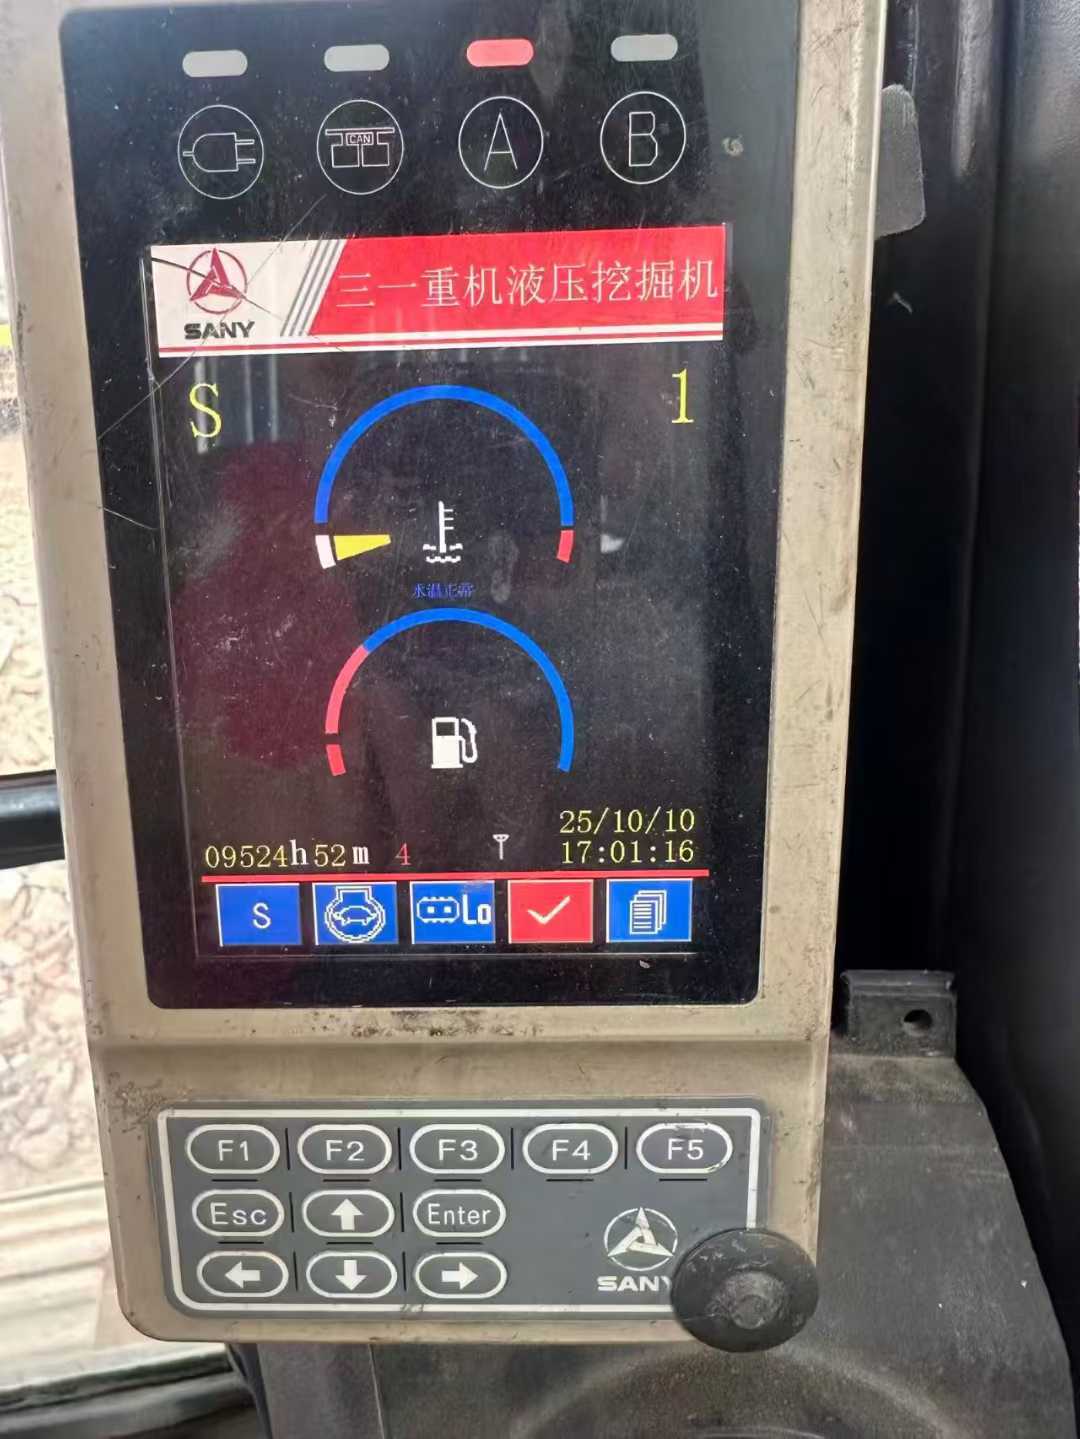 CAN
A
B
SANY
三一重机液压挖掘机
S
1
水温正常
25/10/10
09524h52m 4
17:01:16
S
Lo
F1
F2
F3
F4
F5
Esc
Enter
SANY